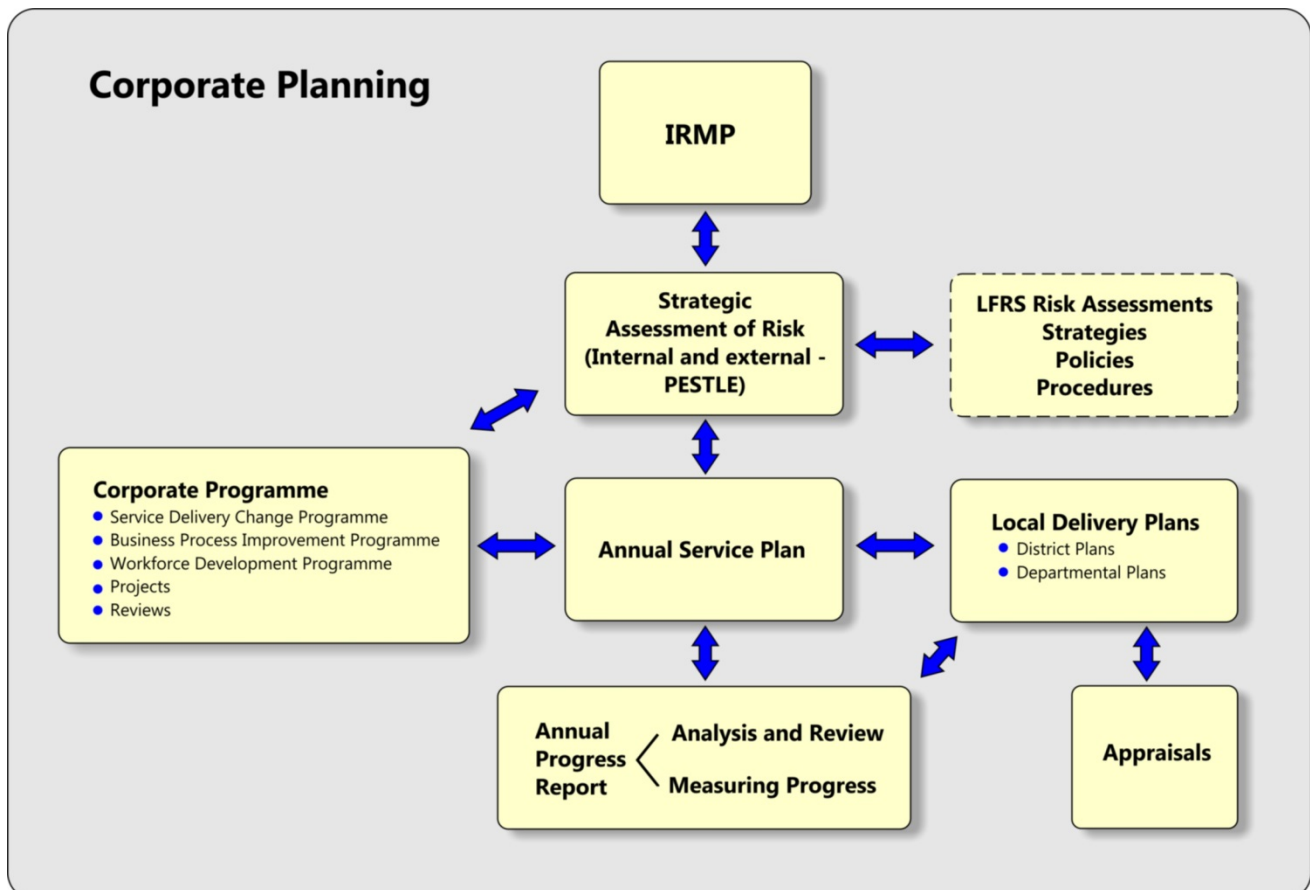 Corporate Planning
IRMP
Strategic
Assessment of Risk
(Internal and external -
PESTLE)
LFRS Risk Assessments
Strategies
Policies
Procedures
Corporate Programme
Service Delivery Change Programme
Business Process Improvement Programme
Workforce Development Programme
Projects
Reviews
Annual Service Plan
Local Delivery Plans
District Plans
Departmental Plans
Annual
Progress
Report
Analysis and Review
Measuring Progress
Appraisals